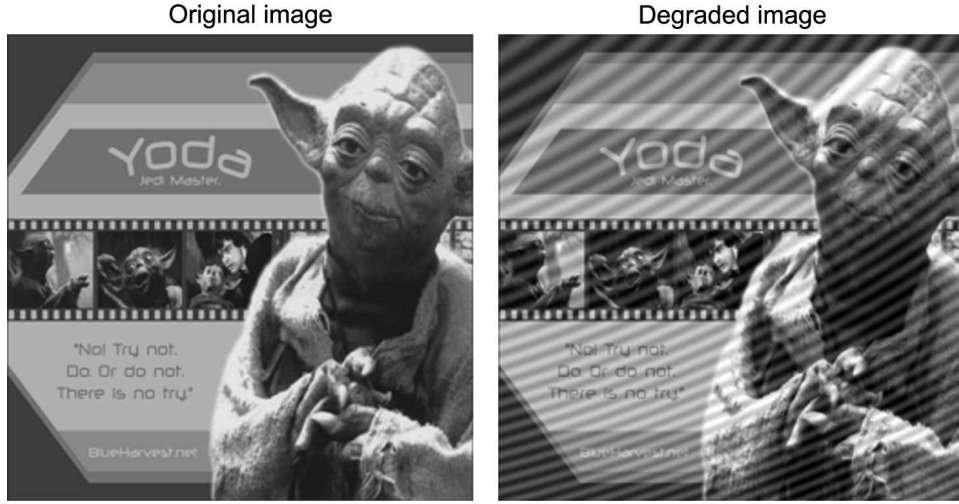 Original image
Degraded image
Yoda
Jedi Master.
"No! Try not.
Do. Or do not.
There is no try."
BlueHarvest.net
Yoda
Jedi Master.
"No! Try not.
Do. Or do not.
There is no try."
BlueHarvest.net